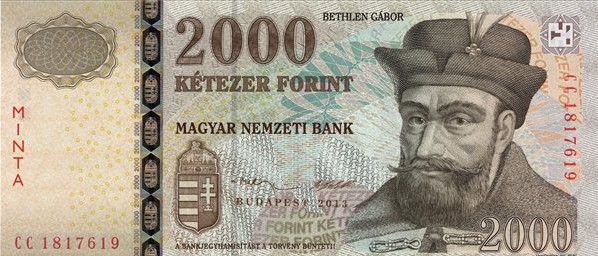 BETHLEN GÁBOR
2000
KÉTEZER FORINT
MAGYAR NEMZETI BANK
MINTA
BUDAPEST 2013
CC 1817619
CC 1817619
A BANKJEGYHAMISÍTÁST A TÖRVÉNY BÜNTETI!
2000